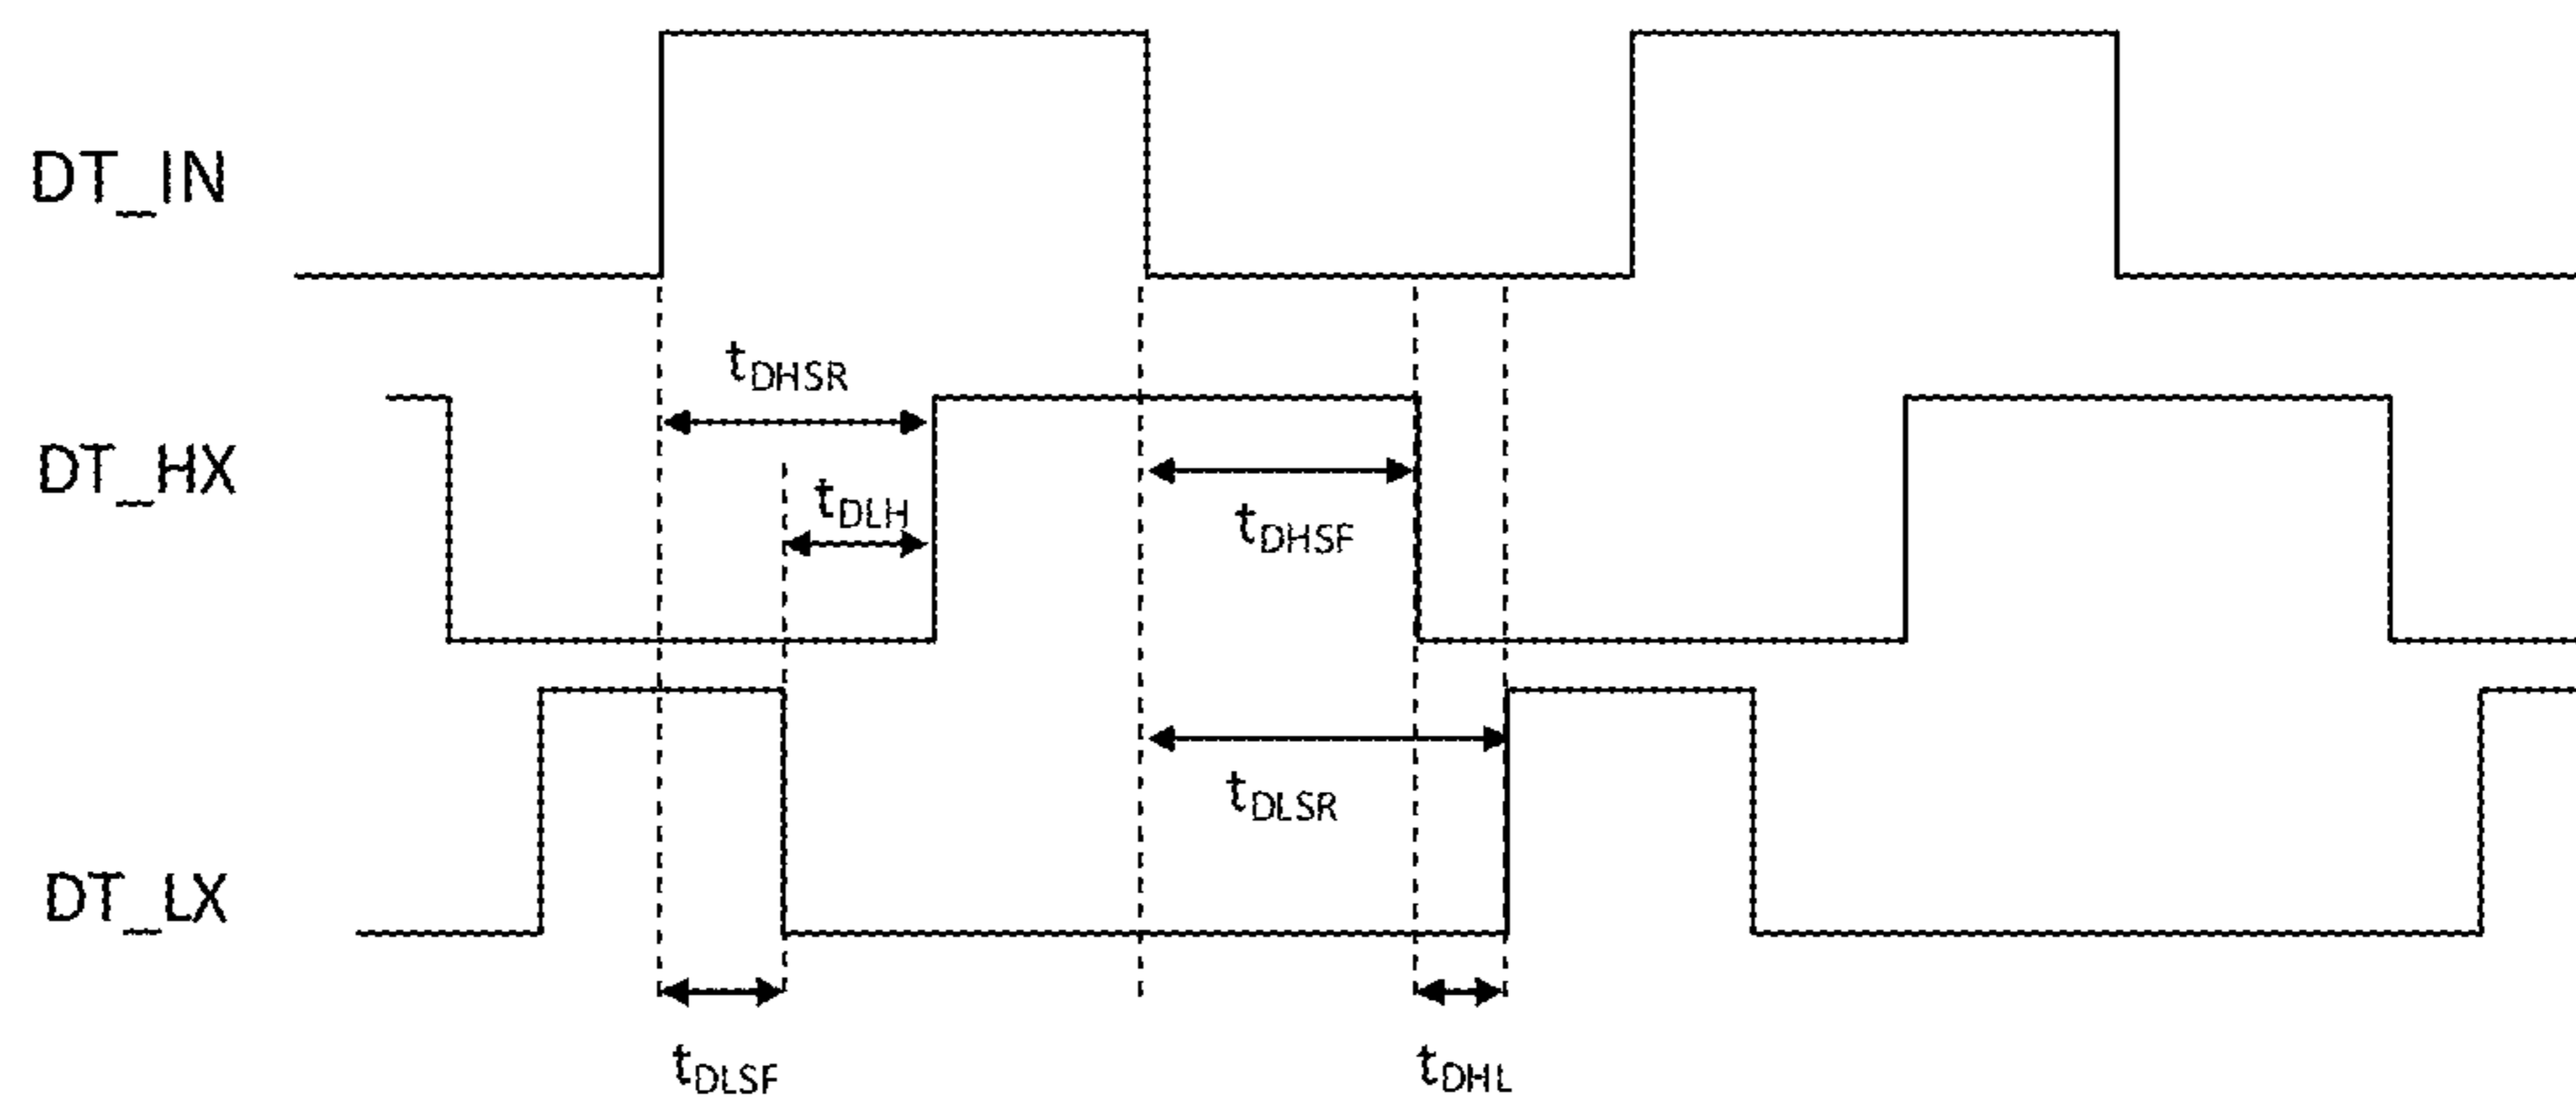 DT_IN
tDHSR
DT_HX
tDLH
tDHSF
tDLSR
DT_LX
tDLSF
tDHL